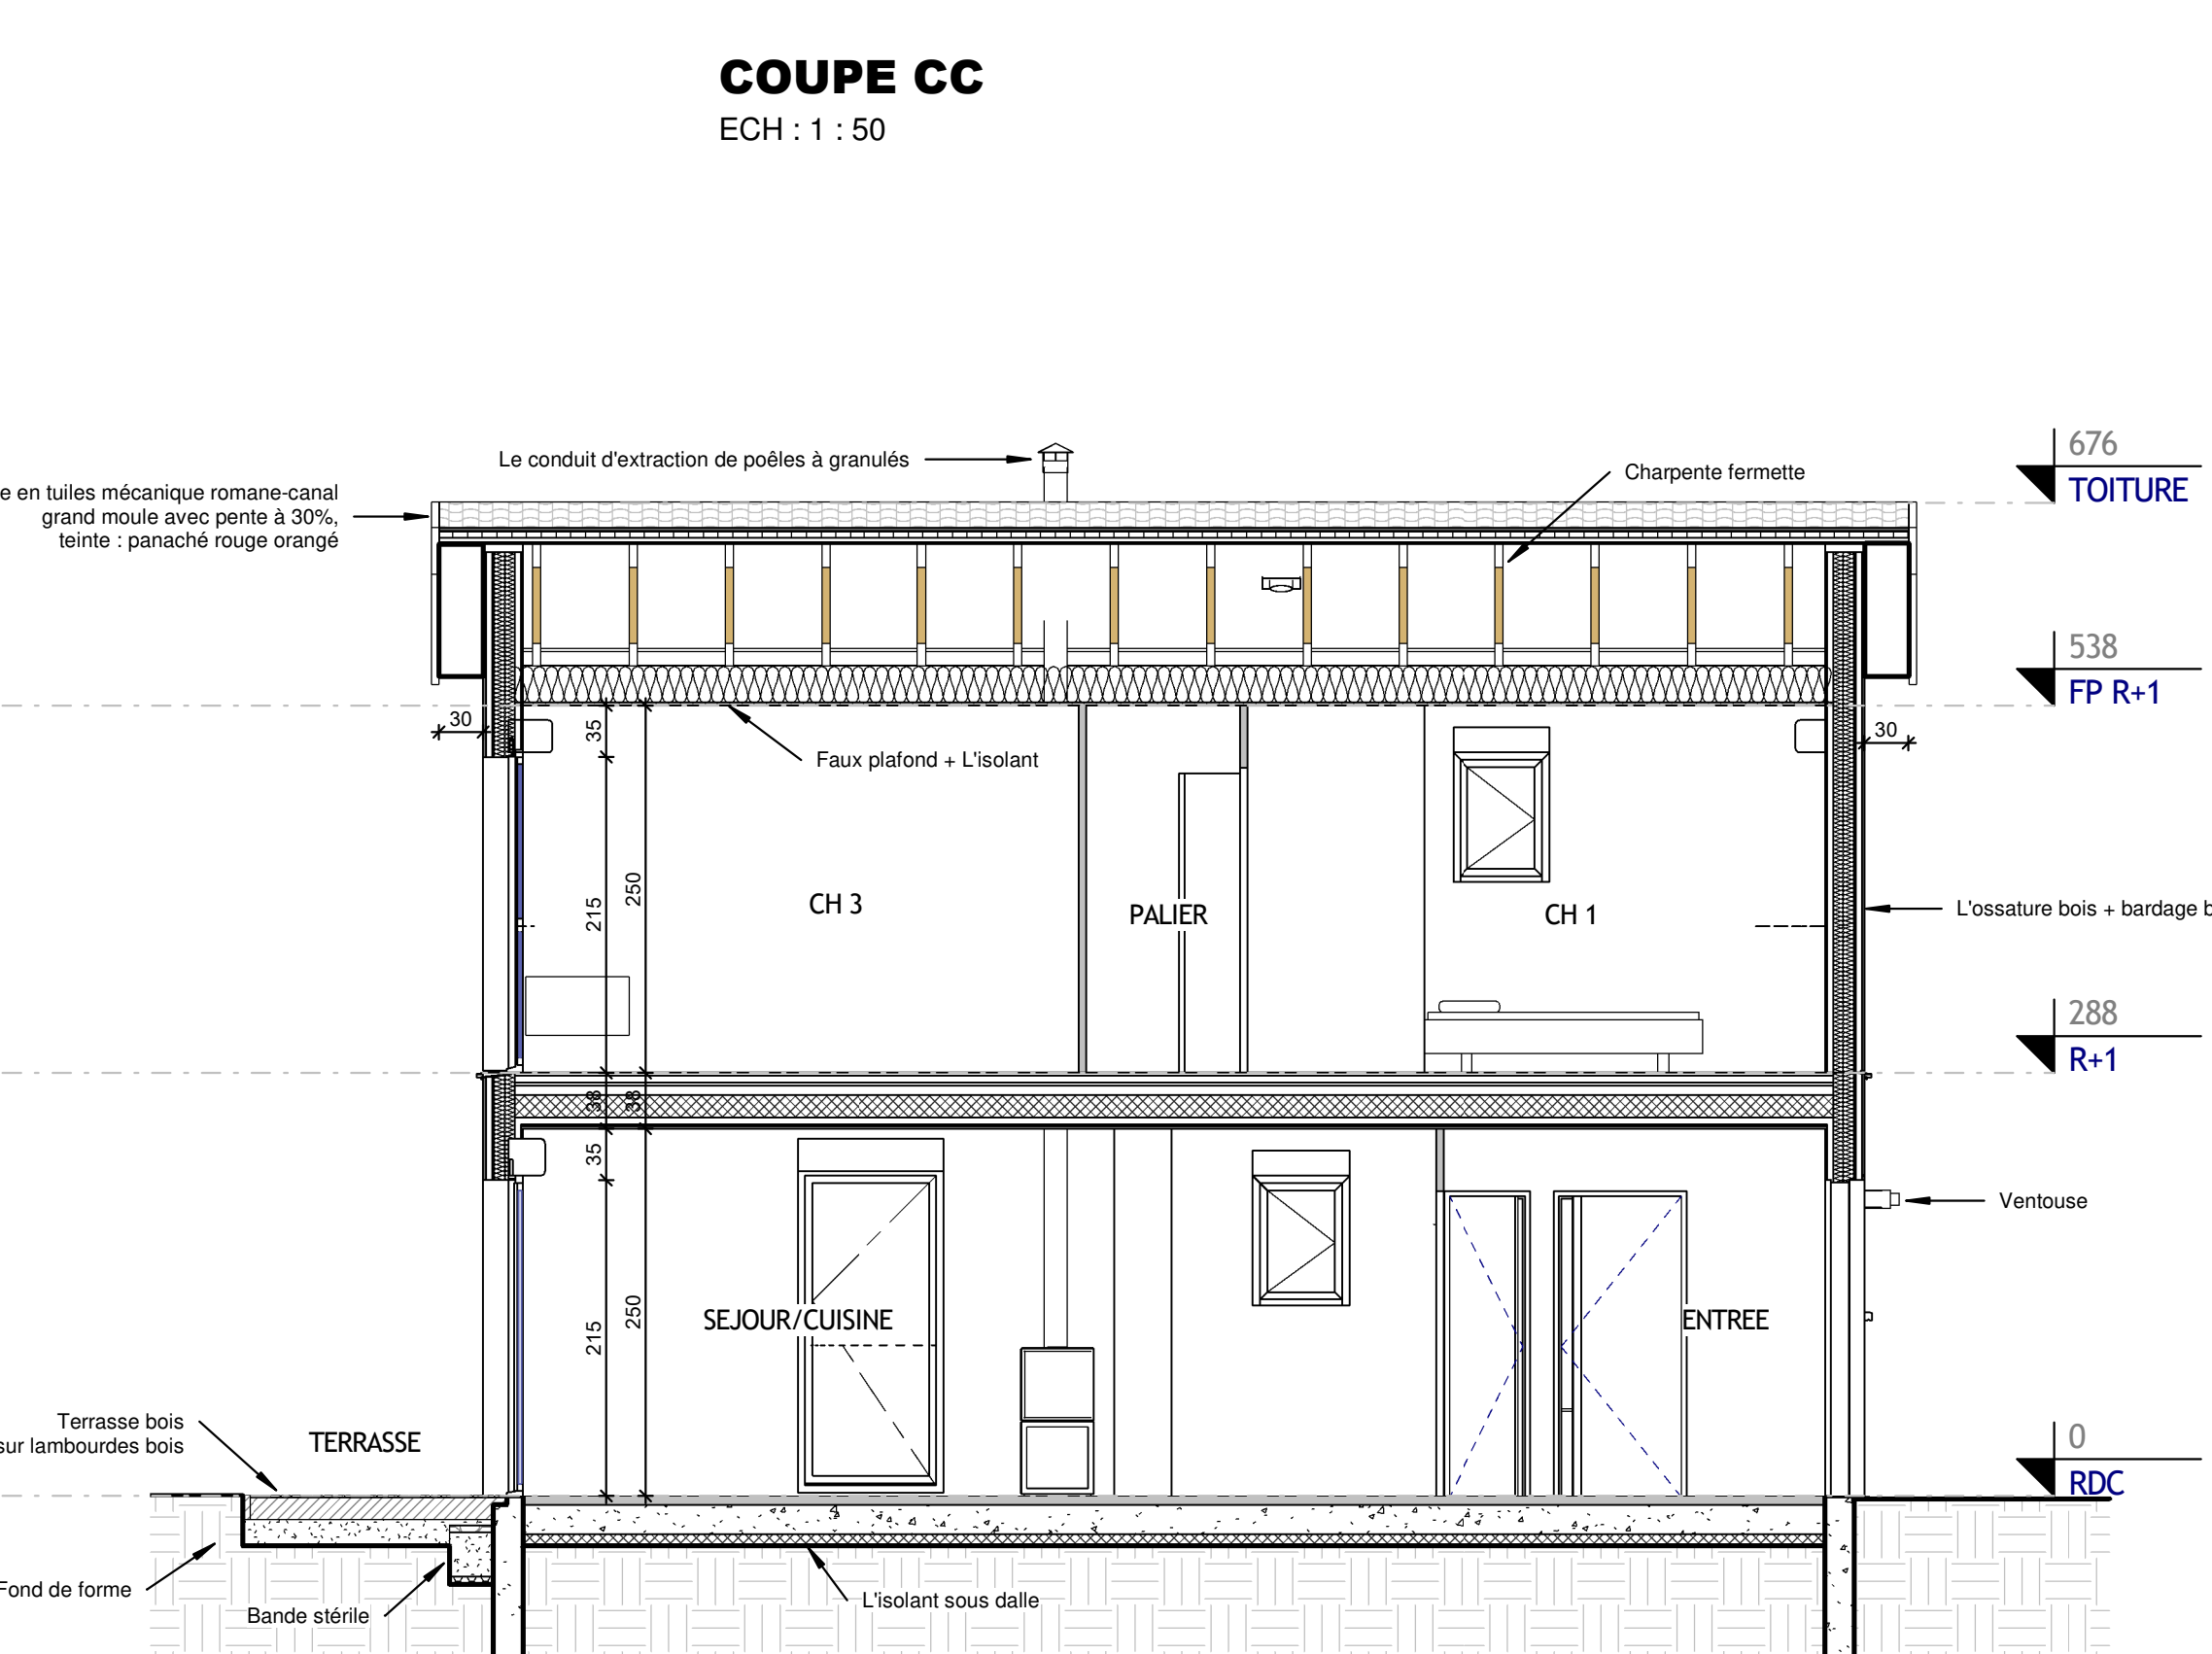 COUPE CC
ECH : 1 : 50
676
TOITURE
Le conduit d'extraction de poêles à granulés
Charpente fermette
e en tuiles mécanique romane-canal
grand moule avec pente à 30%,
teinte : panaché rouge orangé
538
FP R+1
30
35
30
Faux plafond + L'isolant
215
250
CH 3
PALIER
CH 1
L'ossature bois + bardage b
288
R+1
38
38
35
Ventouse
215
250
SEJOUR/CUISINE
ENTREE
Terrasse bois
sur lambourdes bois
TERRASSE
0
RDC
Fond de forme
Bande stérile
L'isolant sous dalle